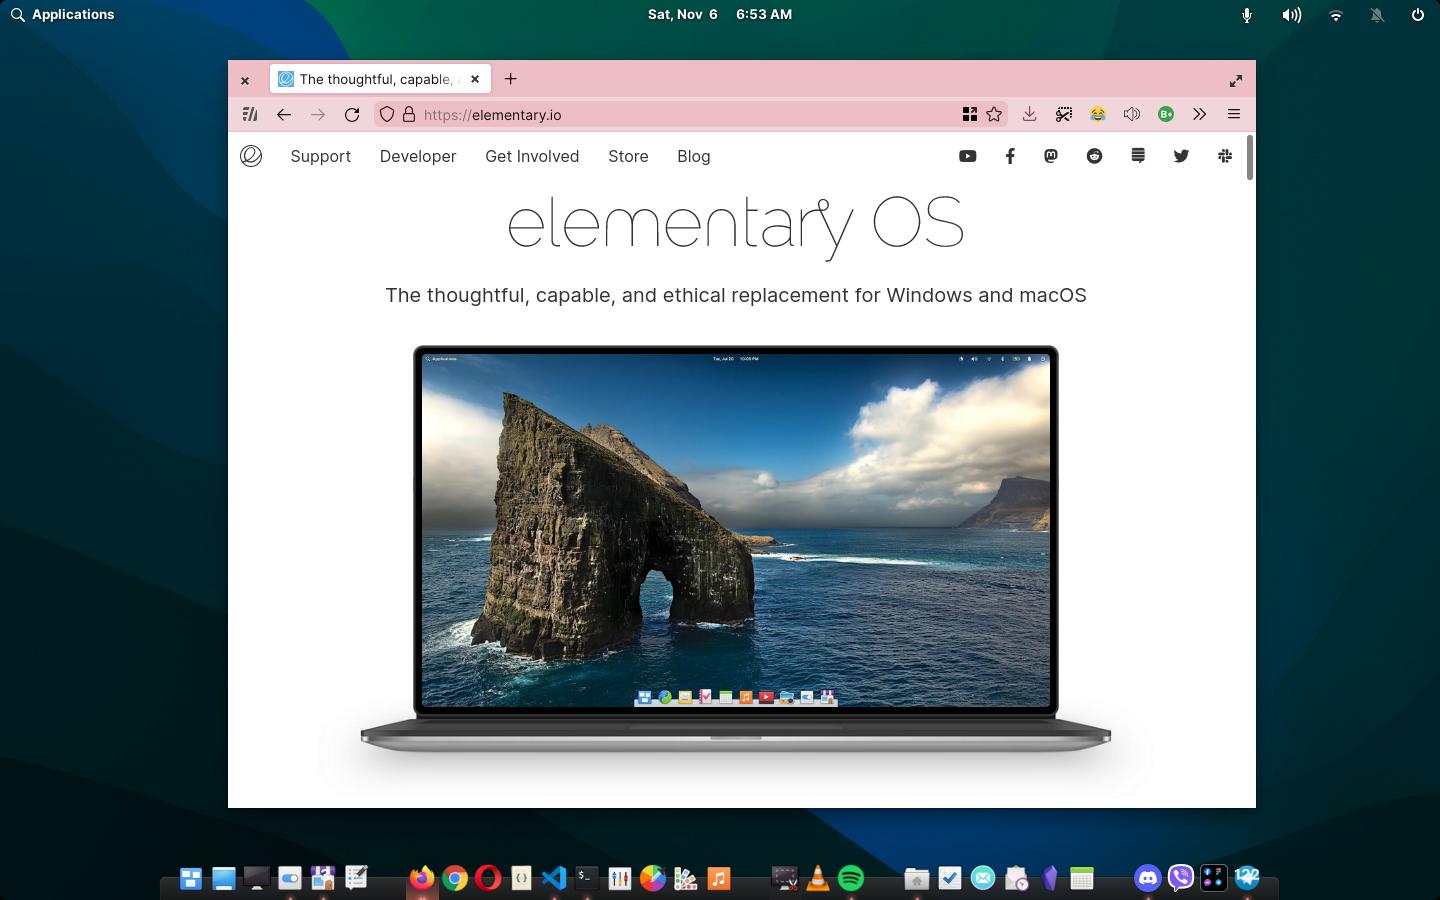 Applications
Sat, Nov 6 6:53 AM
The thoughtful, capable, a
https://elementary.io
B+
Support Developer Get Involved Store Blog
elementary OS
The thoughtful, capable, and ethical replacement for Windows and macOS
Applications Tue, Jul 20 10:05 PM
122